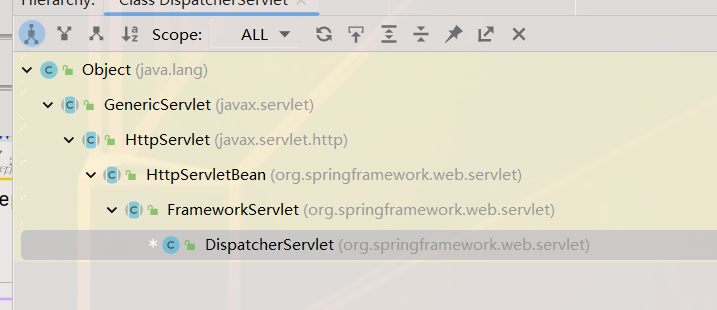 Hierarchy: Class DispatcherServlet
Scope: ALL
Object (java.lang)
GenericServlet (javax.servlet)
HttpServlet (javax.servlet.http)
HttpServletBean (org.springframework.web.servlet)
FrameworkServlet (org.springframework.web.servlet)
* DispatcherServlet (org.springframework.web.servlet)